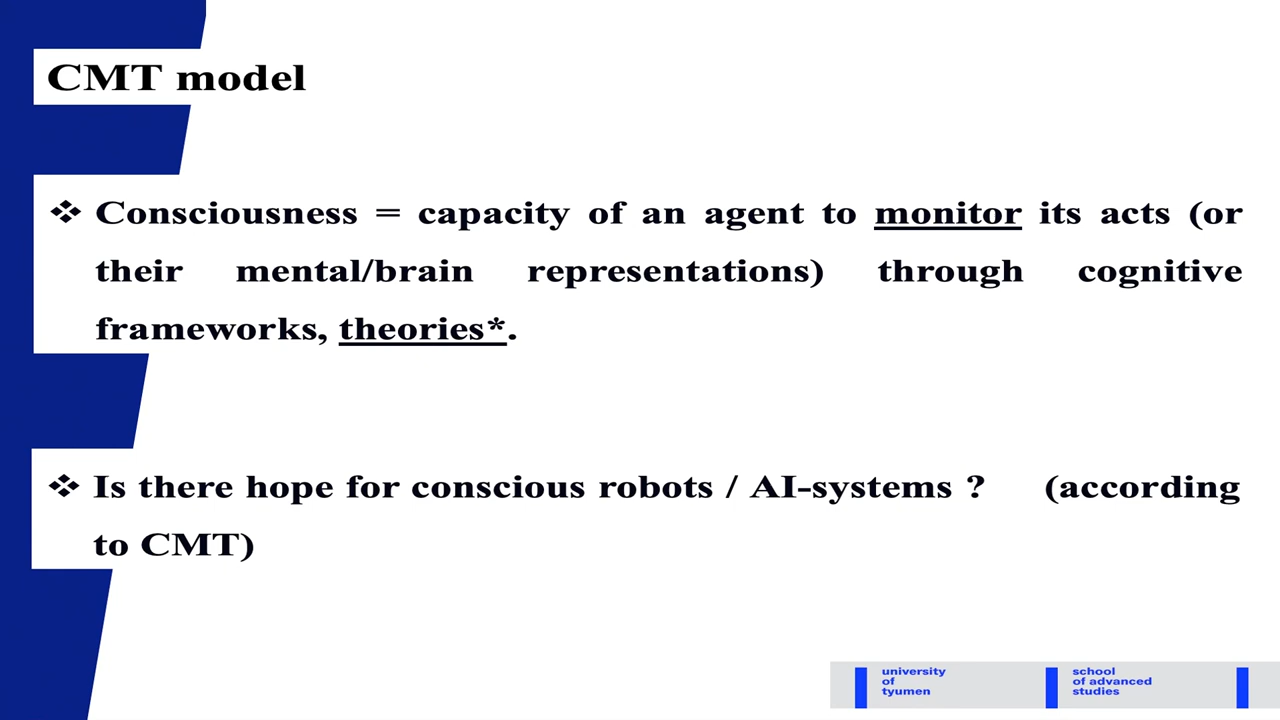 CMT model
❖ Consciousness = capacity of an agent to monitor its acts (or
their mental/brain representations) through cognitive
frameworks, theories*.
❖ Is there hope for conscious robots / AI-systems ? (according
to CMT)
university
of
tyumen
school
of advanced
studies